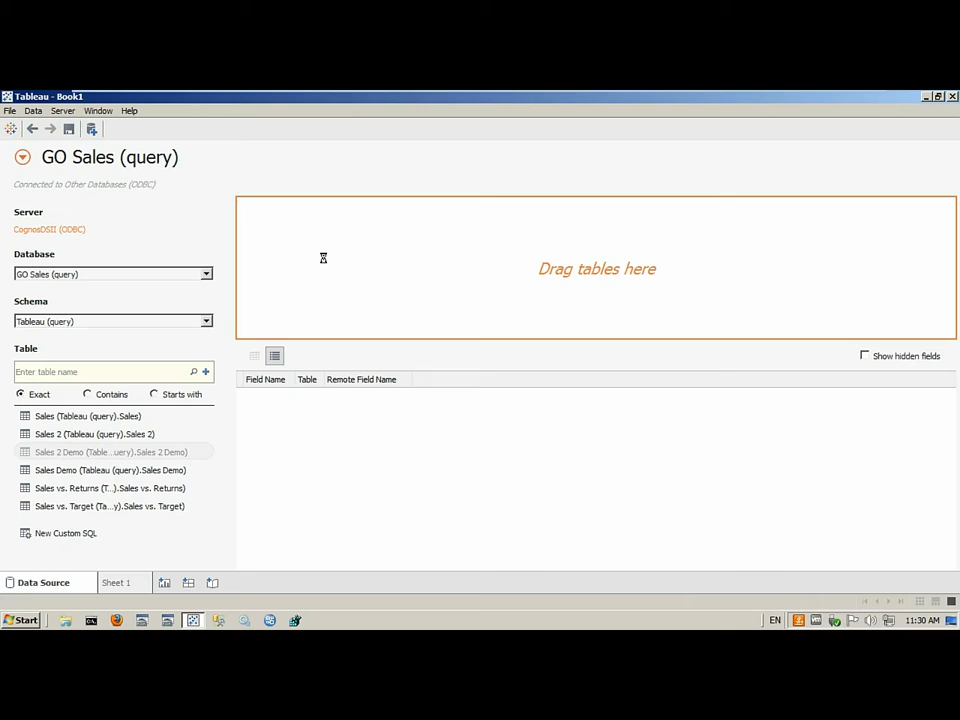 Tableau - Book1
File Data Server Window Help
GO Sales (query)
Connected to Other Databases (ODBC)
Server
CognosDSII (ODBC)
Database
GO Sales (query)
Schema
Tableau (query)
Table
Enter table name
Exact Contains Starts with
Sales (Tableau (query).Sales)
Sales 2 (Tableau (query).Sales 2)
Sales 2 Demo (Table...uery).Sales 2 Demo)
Sales Demo (Tableau (query).Sales Demo)
Sales vs. Returns (T...).Sales vs. Returns)
Sales vs. Target (Ta...y).Sales vs. Target)
New Custom SQL
Drag tables here
Show hidden fields
Field Name Table Remote Field Name
Data Source Sheet 1
Start EN 11:30 AM